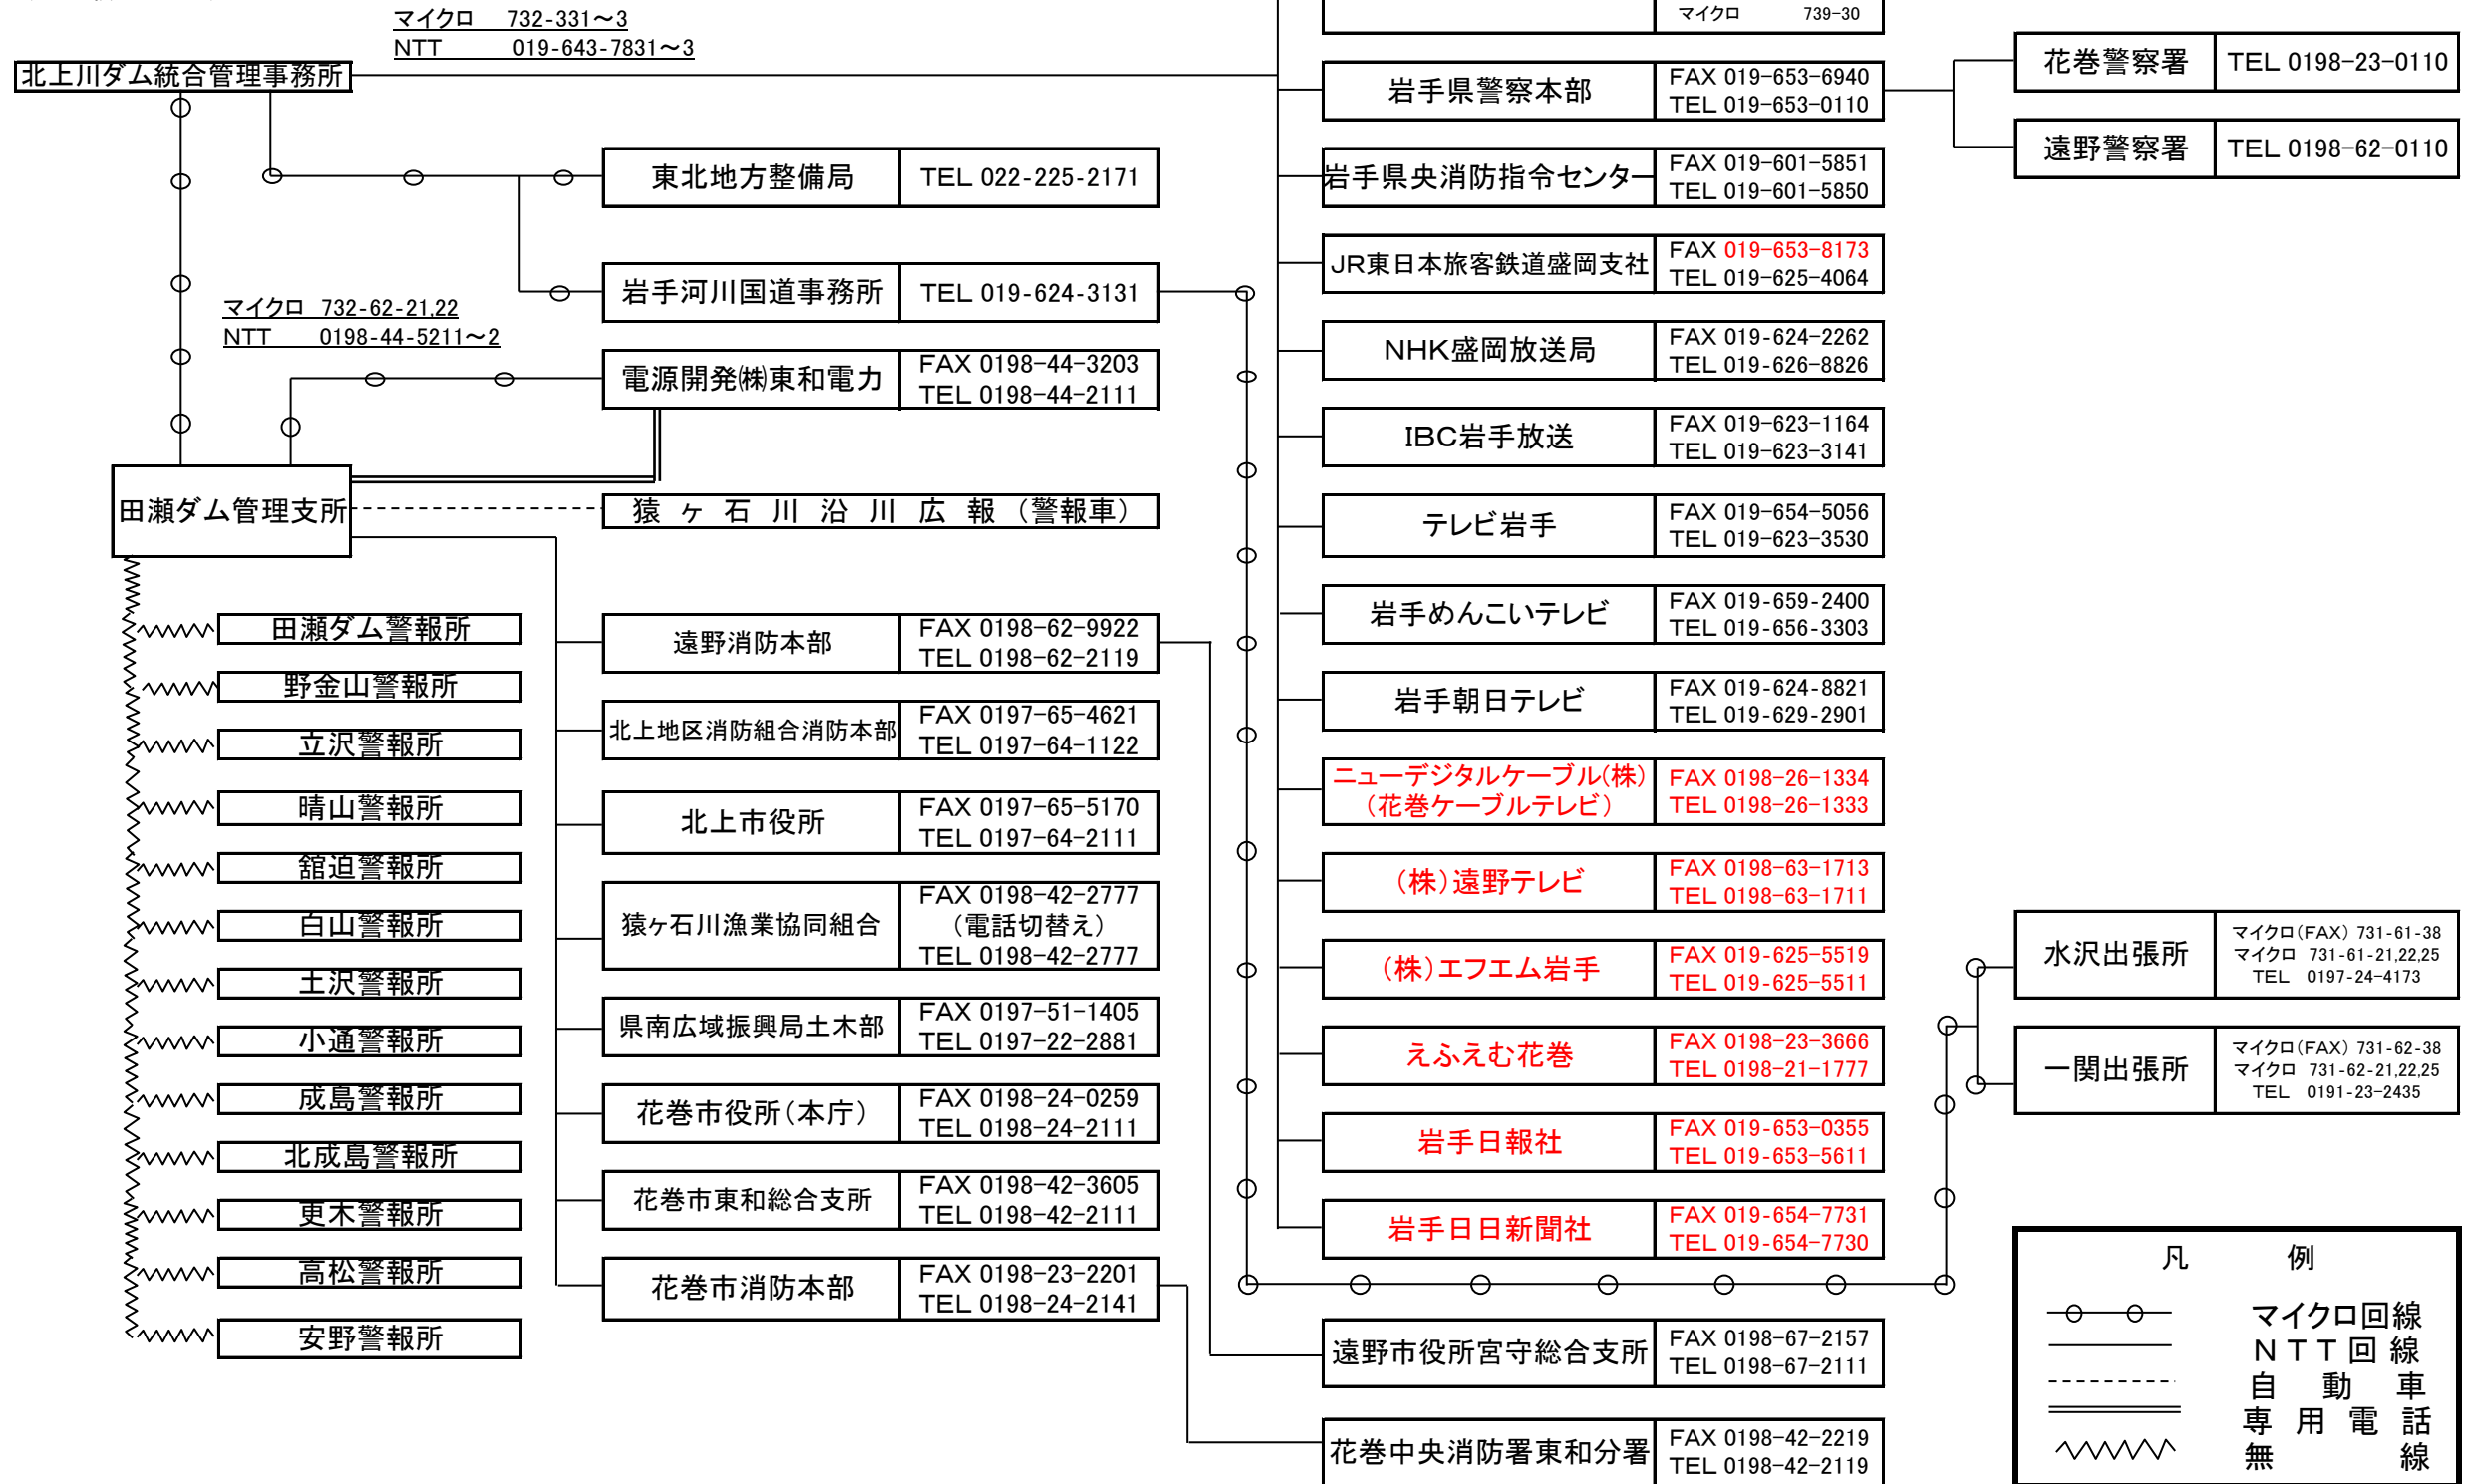 マイクロ 732-331～3
NTT 019-643-7831～3
北上川ダム統合管理事務所
東北地方整備局 TEL 022-225-2171
岩手河川国道事務所 TEL 019-624-3131
マイクロ 732-62-21,22
NTT 0198-44-5211～2
電源開発㈱東和電力 FAX 0198-44-3203
TEL 0198-44-2111
田瀬ダム管理支所
猿ヶ石川沿川広報（警報車）
田瀬ダム警報所
野金山警報所
立沢警報所
晴山警報所
舘迫警報所
白山警報所
土沢警報所
小通警報所
成島警報所
北成島警報所
更木警報所
高松警報所
安野警報所
遠野消防本部 FAX 0198-62-9922
TEL 0198-62-2119
北上地区消防組合消防本部 FAX 0197-65-4621
TEL 0197-64-1122
北上市役所 FAX 0197-65-5170
TEL 0197-64-2111
猿ヶ石川漁業協同組合 FAX 0198-42-2777
（電話切替え）
TEL 0198-42-2777
県南広域振興局土木部 FAX 0197-51-1405
TEL 0197-22-2881
花巻市役所（本庁） FAX 0198-24-0259
TEL 0198-24-2111
花巻市東和総合支所 FAX 0198-42-3605
TEL 0198-42-2111
花巻市消防本部 FAX 0198-23-2201
TEL 0198-24-2141
マイクロ 739-30
岩手県警察本部 FAX 019-653-6940
TEL 019-653-0110
岩手県央消防指令センター FAX 019-601-5851
TEL 019-601-5850
JR東日本旅客鉄道盛岡支社 FAX 019-653-8173
TEL 019-625-4064
NHK盛岡放送局 FAX 019-624-2262
TEL 019-626-8826
IBC岩手放送 FAX 019-623-1164
TEL 019-623-3141
テレビ岩手 FAX 019-654-5056
TEL 019-623-3530
岩手めんこいテレビ FAX 019-659-2400
TEL 019-656-3303
岩手朝日テレビ FAX 019-624-8821
TEL 019-629-2901
ニューデジタルケーブル(株) FAX 0198-26-1334
（花巻ケーブルテレビ） TEL 0198-26-1333
（株）遠野テレビ FAX 0198-63-1713
TEL 0198-63-1711
（株）エフエム岩手 FAX 019-625-5519
TEL 019-625-5511
えふえむ花巻 FAX 0198-23-3666
TEL 0198-21-1777
岩手日報社 FAX 019-653-0355
TEL 019-653-5611
岩手日日新聞社 FAX 019-654-7731
TEL 019-654-7730
遠野市役所宮守総合支所 FAX 0198-67-2157
TEL 0198-67-2111
花巻中央消防署東和分署 FAX 0198-42-2219
TEL 0198-42-2119
花巻警察署 TEL 0198-23-0110
遠野警察署 TEL 0198-62-0110
水沢出張所 マイクロ（FAX） 731-61-38
マイクロ 731-61-21,22,25
TEL 0197-24-4173
一関出張所 マイクロ（FAX） 731-62-38
マイクロ 731-62-21,22,25
TEL 0191-23-2435
凡例
マイクロ回線
ＮＴＴ回線
自動車
専用電話
無線